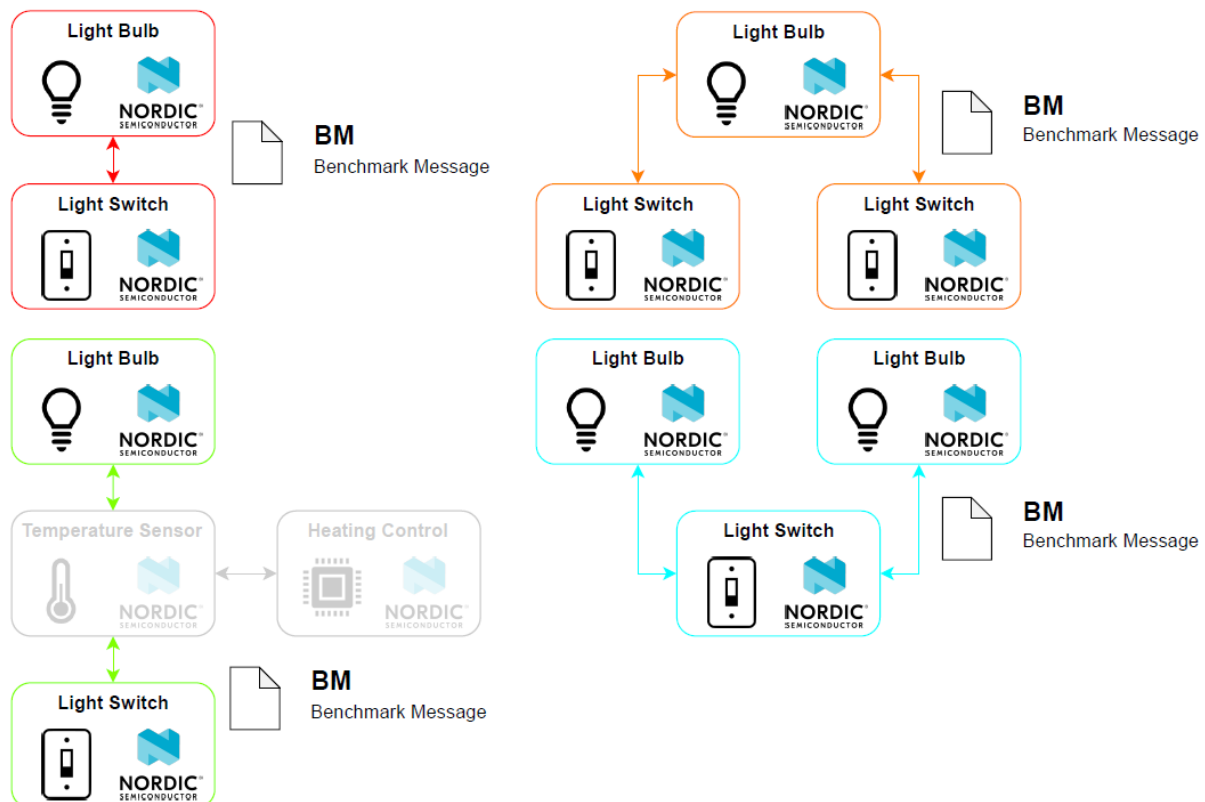 Light Bulb
NORDIC®
SEMICONDUCTOR
BM
Benchmark Message
Light Switch
NORDIC®
SEMICONDUCTOR
Light Bulb
NORDIC®
SEMICONDUCTOR
BM
Benchmark Message
Light Switch
NORDIC®
SEMICONDUCTOR
Light Switch
NORDIC®
SEMICONDUCTOR
Light Bulb
NORDIC®
SEMICONDUCTOR
Temperature Sensor
NORDIC®
SEMICONDUCTOR
Heating Control
NORDIC®
SEMICONDUCTOR
Light Switch
NORDIC®
BM
Benchmark Message
Light Bulb
NORDIC®
SEMICONDUCTOR
Light Bulb
NORDIC®
SEMICONDUCTOR
Light Switch
NORDIC®
SEMICONDUCTOR
BM
Benchmark Message